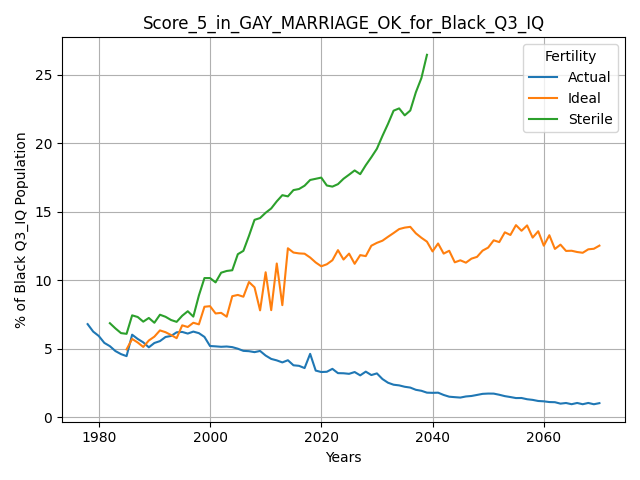 Score_5_in_GAY_MARRIAGE_OK_for_Black_Q3_IQ
% of Black Q3_IQ Population
25
20
15
10
5
0
1980 2000 2020 2040 2060
Years
Fertility
Actual
Ideal
Sterile